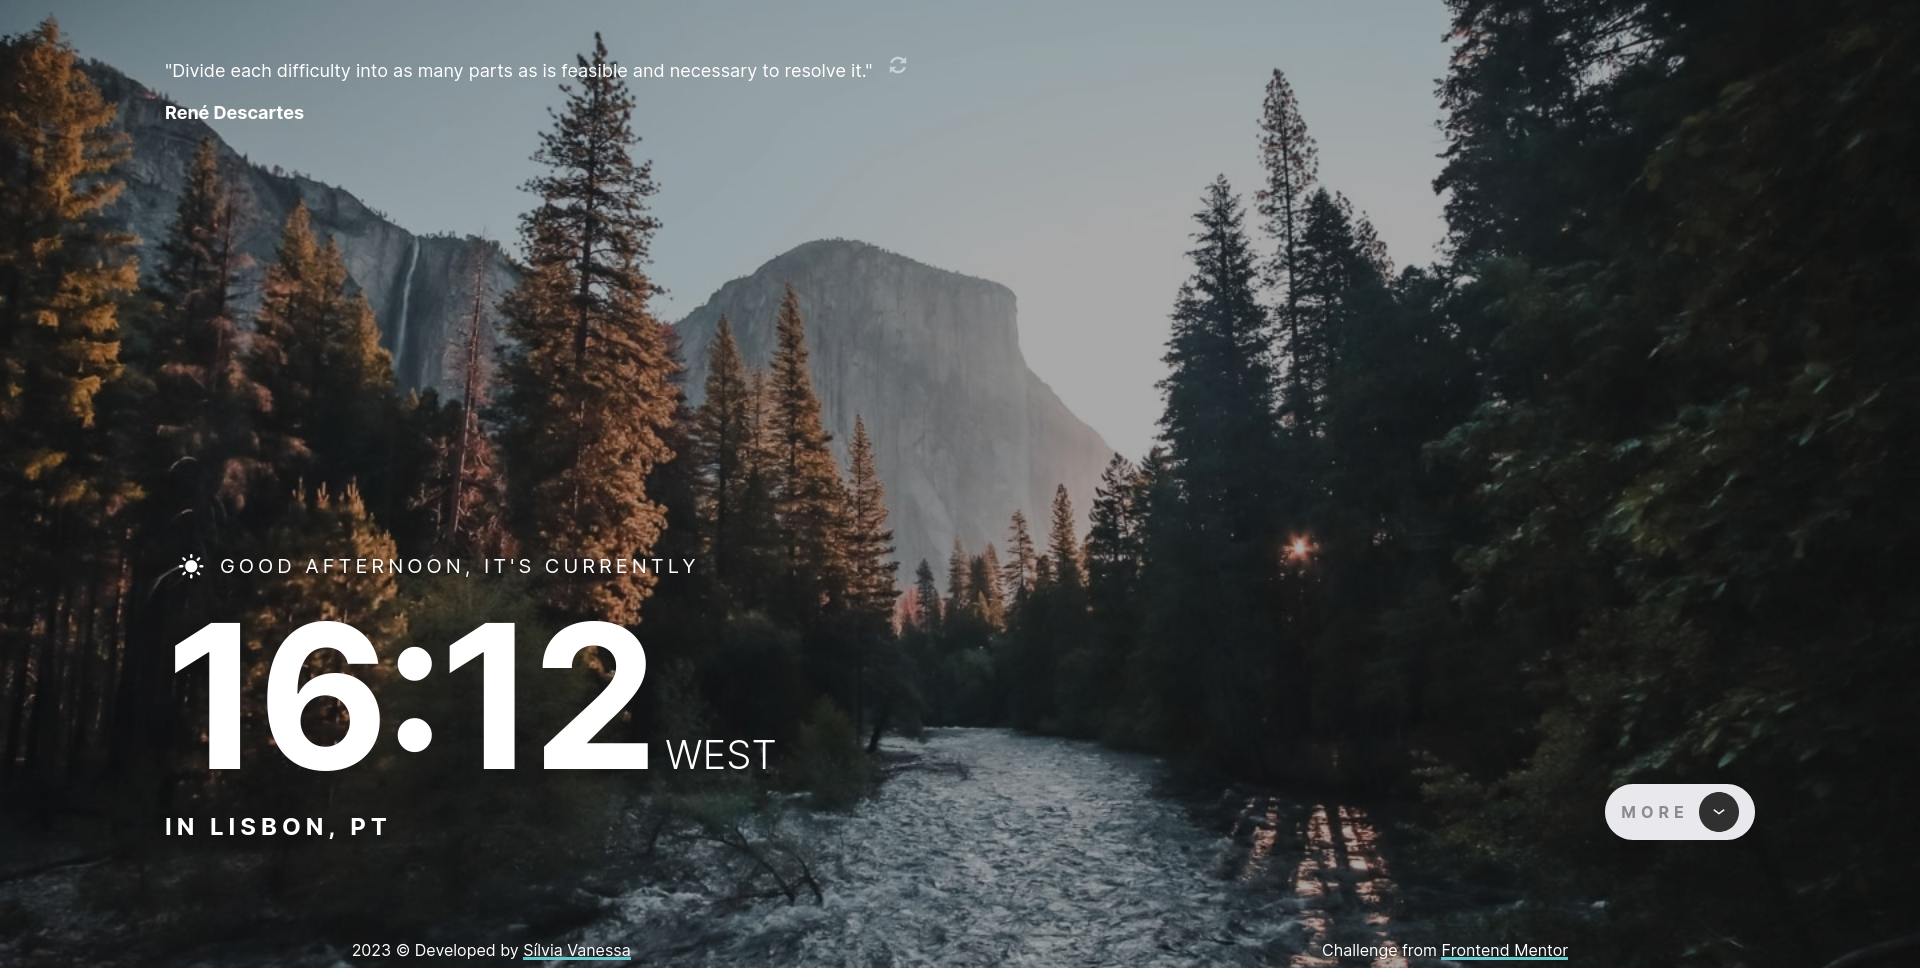 "Divide each difficulty into as many parts as is feasible and necessary to resolve it."
René Descartes
GOOD AFTERNOON, IT'S CURRENTLY
16:12 WEST
IN LISBON, PT
MORE
2023 © Developed by Sílvia Vanessa
Challenge from Frontend Mentor